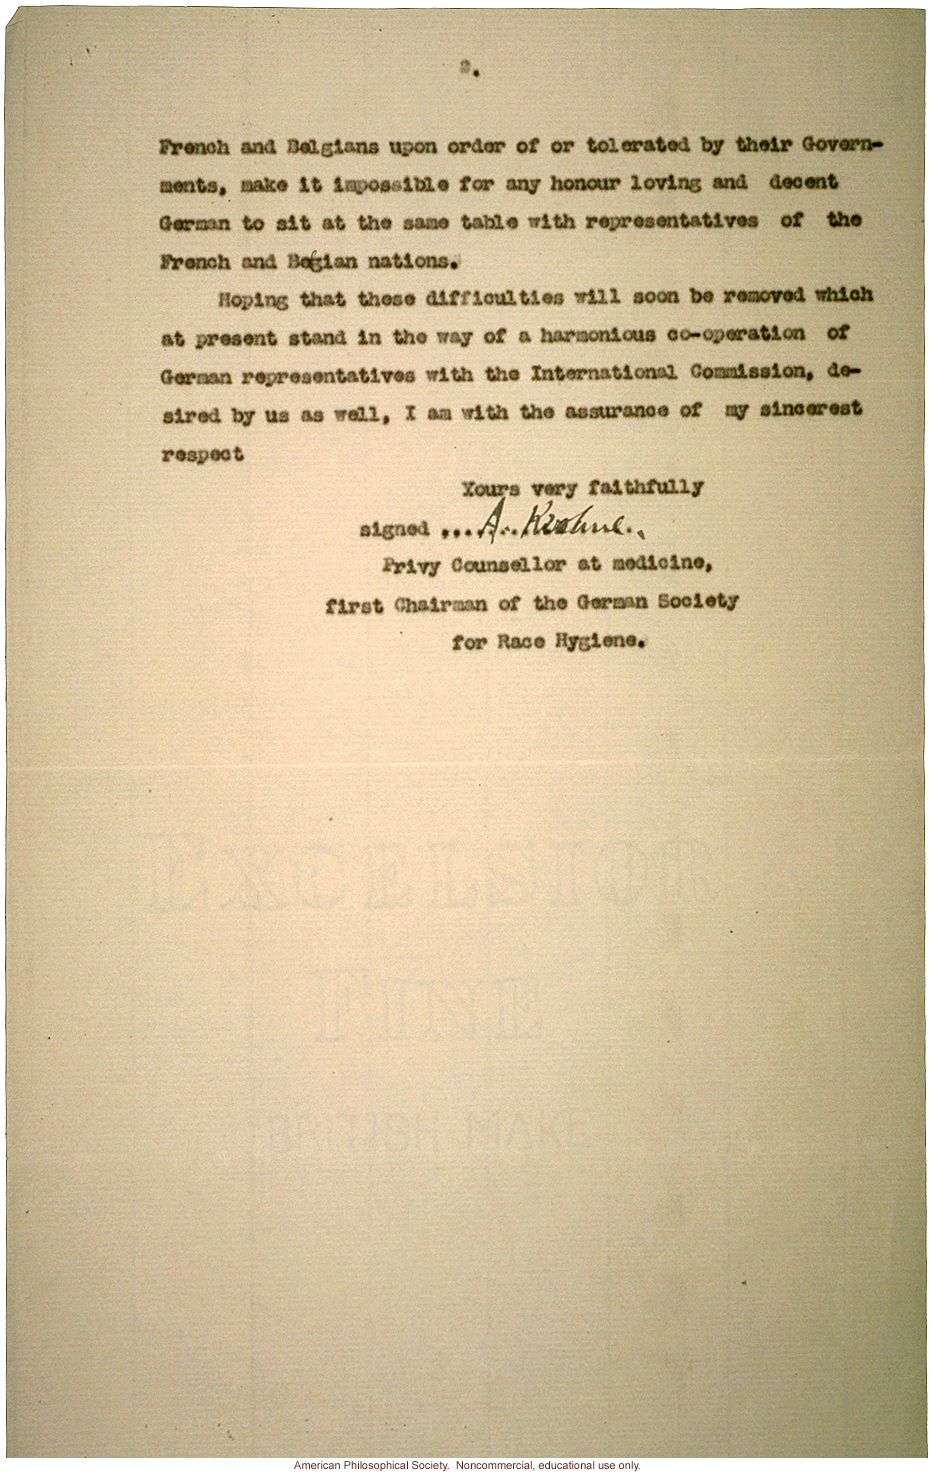 2.
French and Belgians upon order of or tolerated by their Govern-
ments, make it impossible for any honour loving and decent
German to sit at the same table with representatives of the
French and Belgian nations.
Hoping that these difficulties will soon be removed which
at present stand in the way of a harmonious co-operation of
German representatives with the International Commission, de-
sired by us as well, I am with the assurance of my sincerest
respect
Yours very faithfully
signed .... A. Krohne.
Privy Counsellor at medicine,
first Chairman of the German Society
for Race Hygiene.
EXCELSIOR
FINE
BRITISH MAKE
American Philosophical Society. Noncommercial, educational use only.